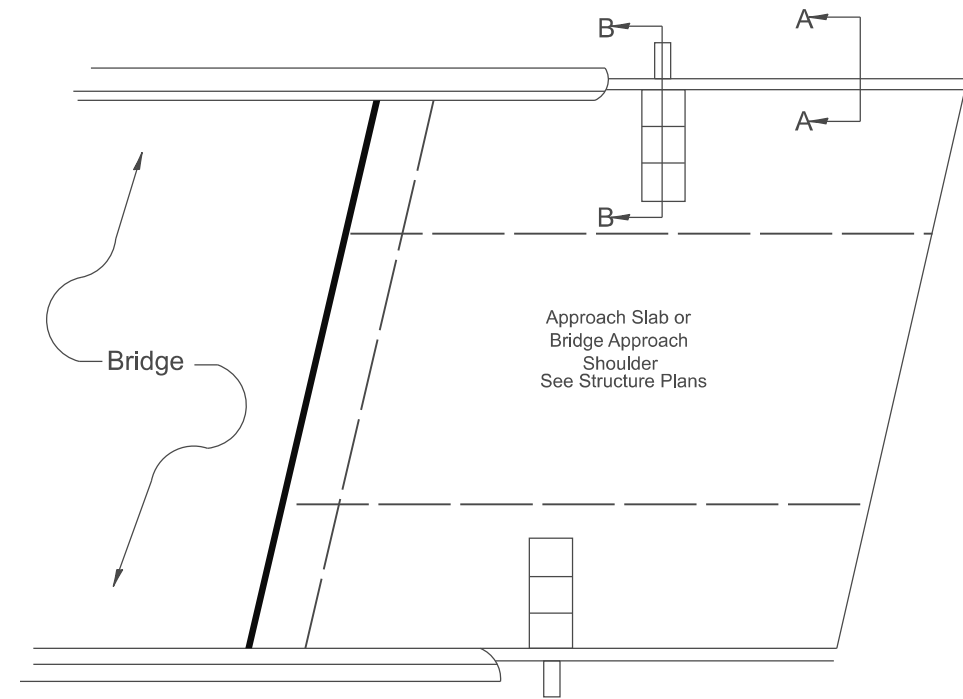 B
A
A
B
Approach Slab or
Bridge Approach
Shoulder
See Structure Plans
Bridge